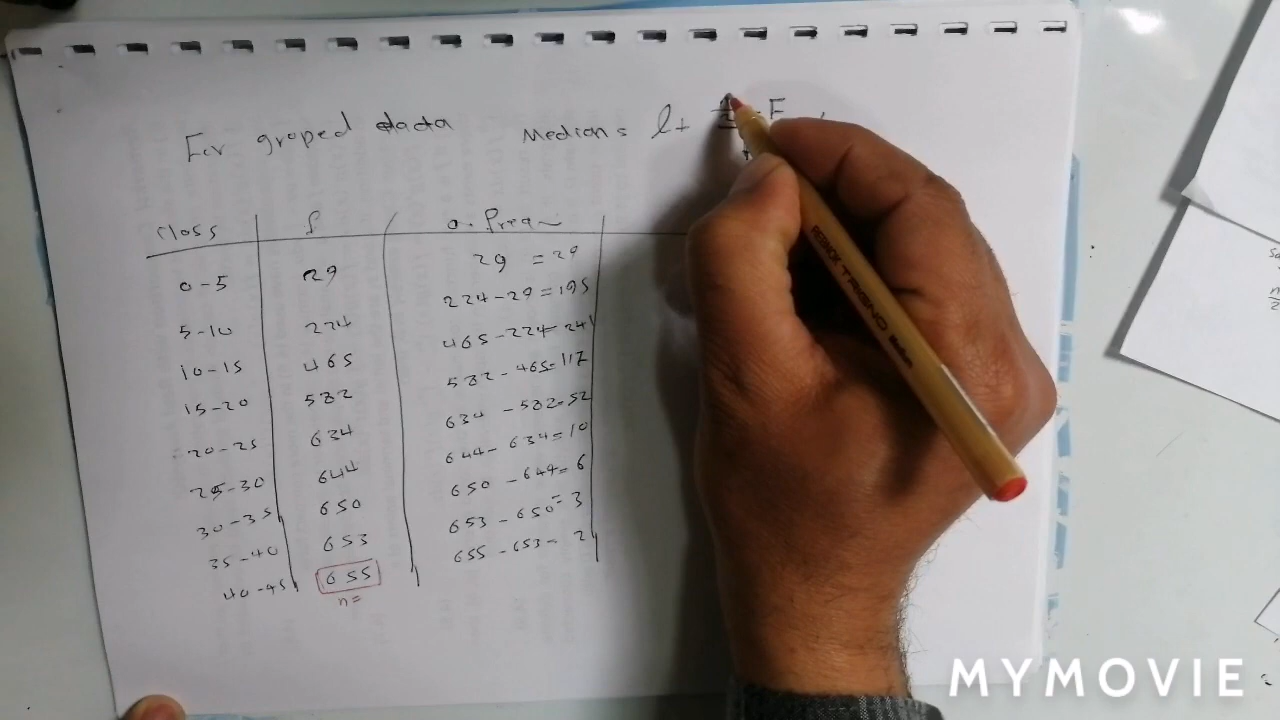 For groped data Median= l+ n/2 - F
Class f o. freq
0-5 29 29 = 29
5-10 224 224-29=195
10-15 465 465-224=241
15-20 582 582-465=117
20-25 634 634-582=52
25-30 644 644-634=10
30-35 650 650-644=6
35-40 653 653-650=3
40-45 655 655-653=2
n=
MYMOVIE